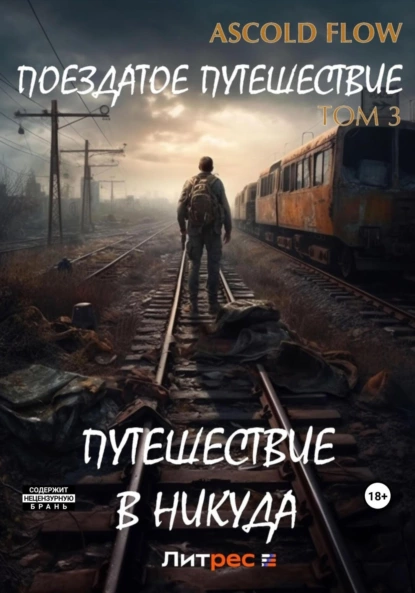 ASCOLD FLOW
ПОЕЗДАТОЕ ПУТЕШЕСТВИЕ
ТОМ 3
ПУТЕШЕСТВИЕ
В НИКУДА
СОДЕРЖИТ
НЕЦЕНЗУРНУЮ
БРАНЬ
18+
Литрес